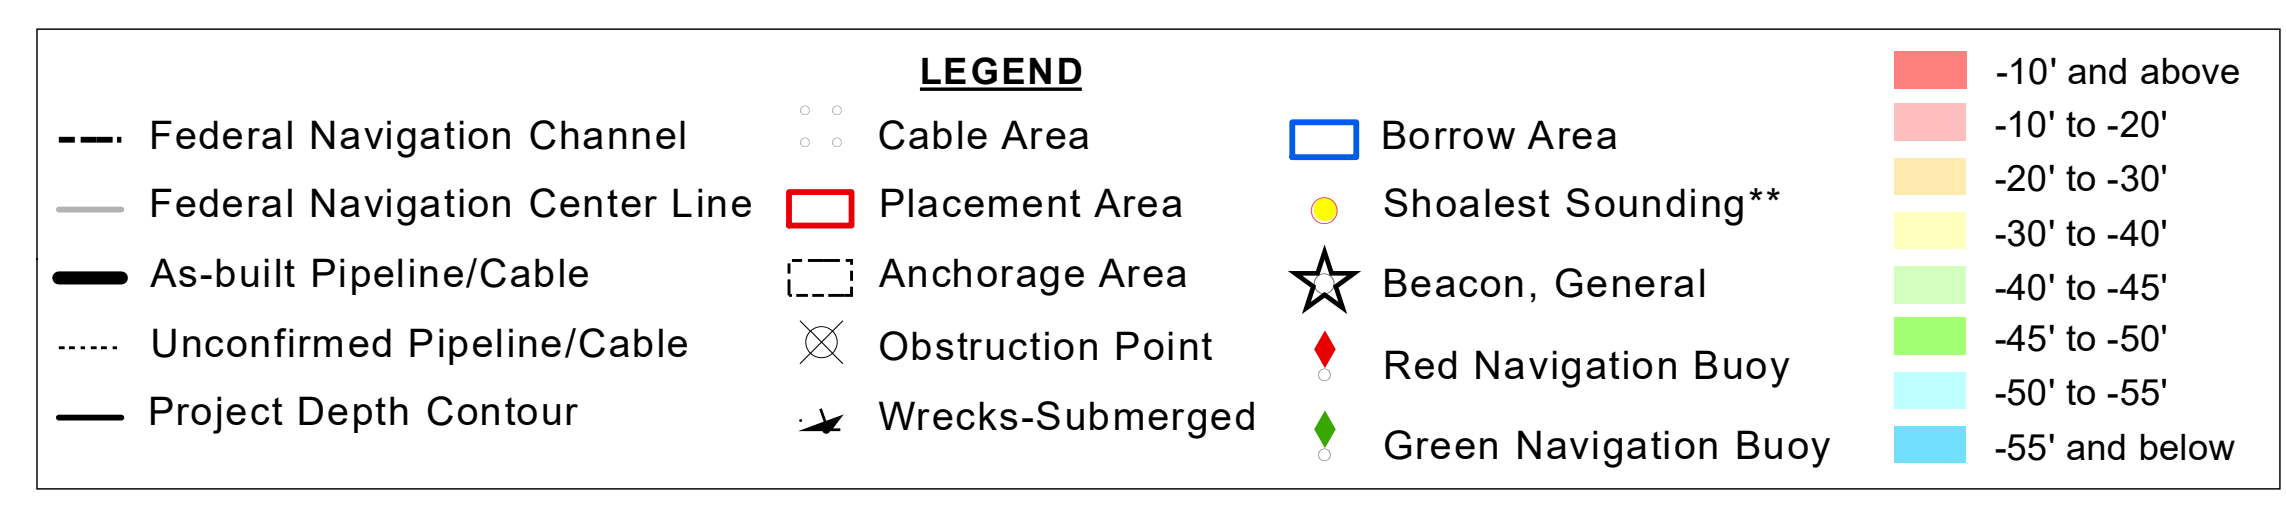 LEGEND
Federal Navigation Channel
Federal Navigation Center Line
As-built Pipeline/Cable
Unconfirmed Pipeline/Cable
Project Depth Contour
Cable Area
Placement Area
Anchorage Area
Obstruction Point
Wrecks-Submerged
Borrow Area
Shoalest Sounding**
Beacon, General
Red Navigation Buoy
Green Navigation Buoy
-10' and above
-10' to -20'
-20' to -30'
-30' to -40'
-40' to -45'
-45' to -50'
-50' to -55'
-55' and below